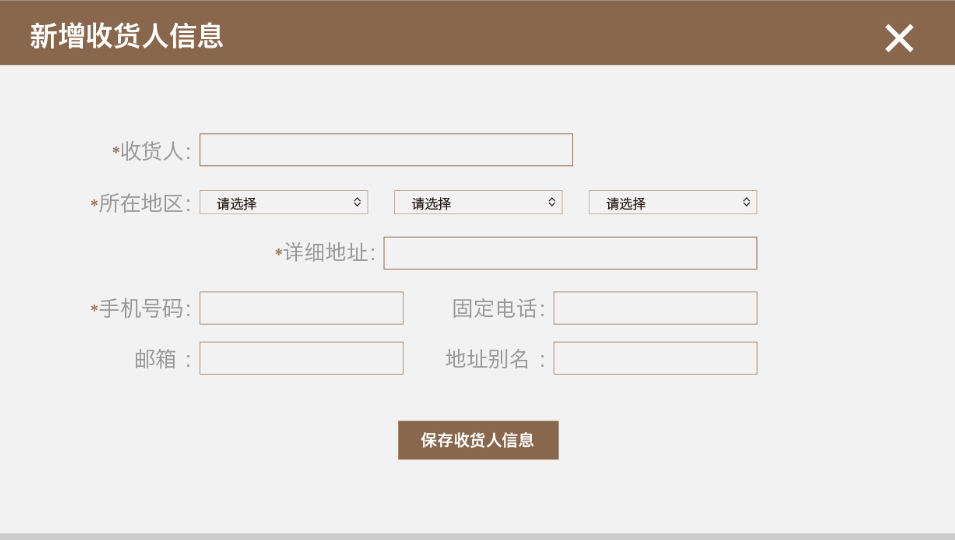 新增收货人信息
*收货人:
*所在地区: 请选择 请选择 请选择
*详细地址:
*手机号码: 固定电话:
邮箱 : 地址别名 :
保存收货人信息